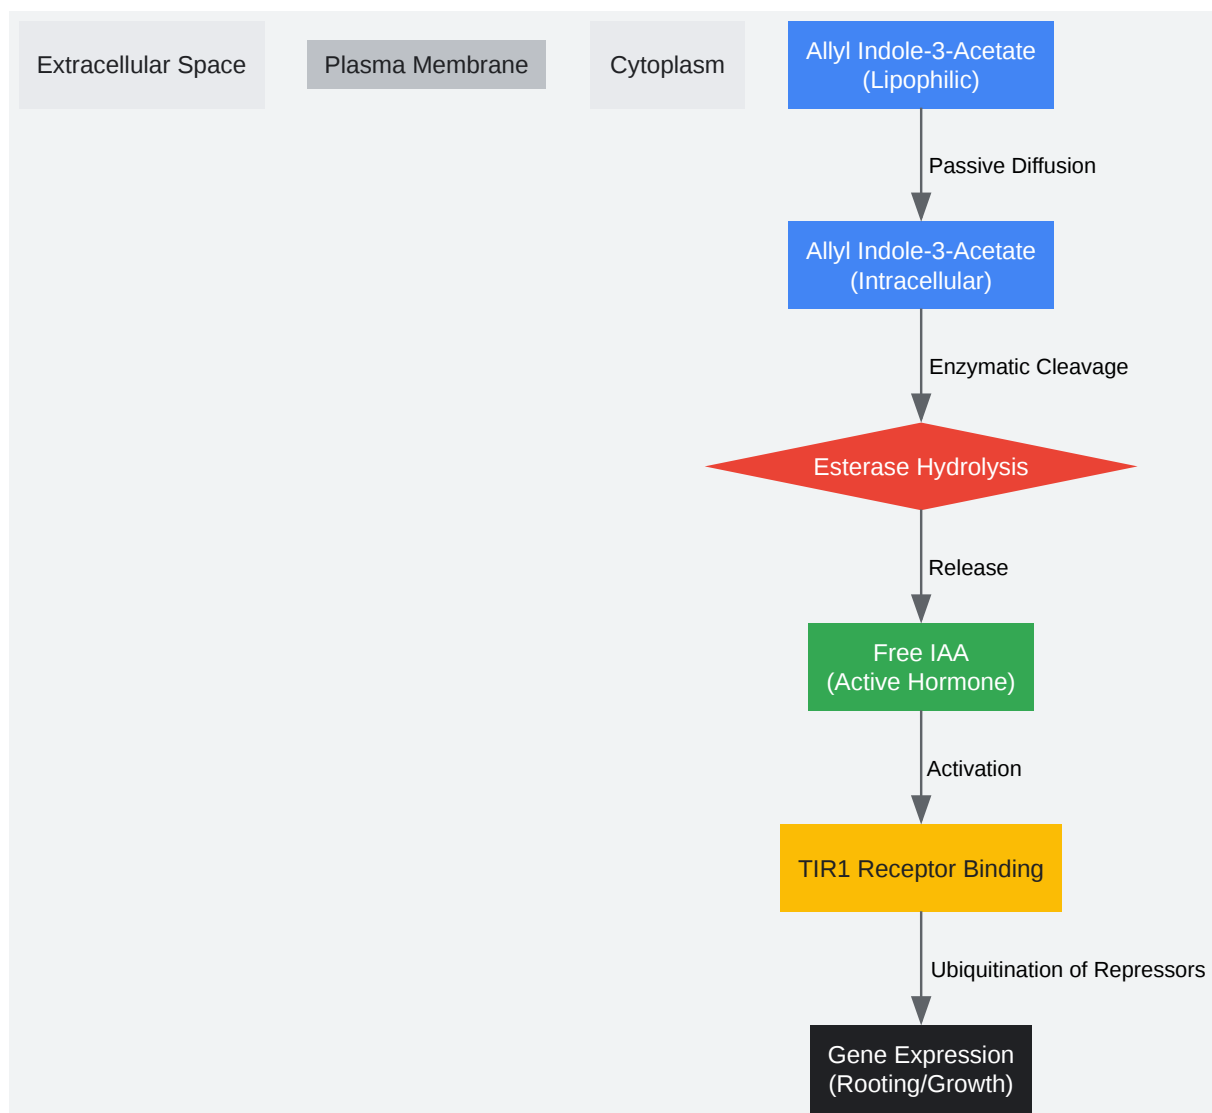 Extracellular Space
Plasma Membrane
Cytoplasm
Allyl Indole-3-Acetate
(Lipophilic)
Passive Diffusion
Allyl Indole-3-Acetate
(Intracellular)
Enzymatic Cleavage
Esterase Hydrolysis
Release
Free IAA
(Active Hormone)
Activation
TIR1 Receptor Binding
Ubiquitination of Repressors
Gene Expression
(Rooting/Growth)